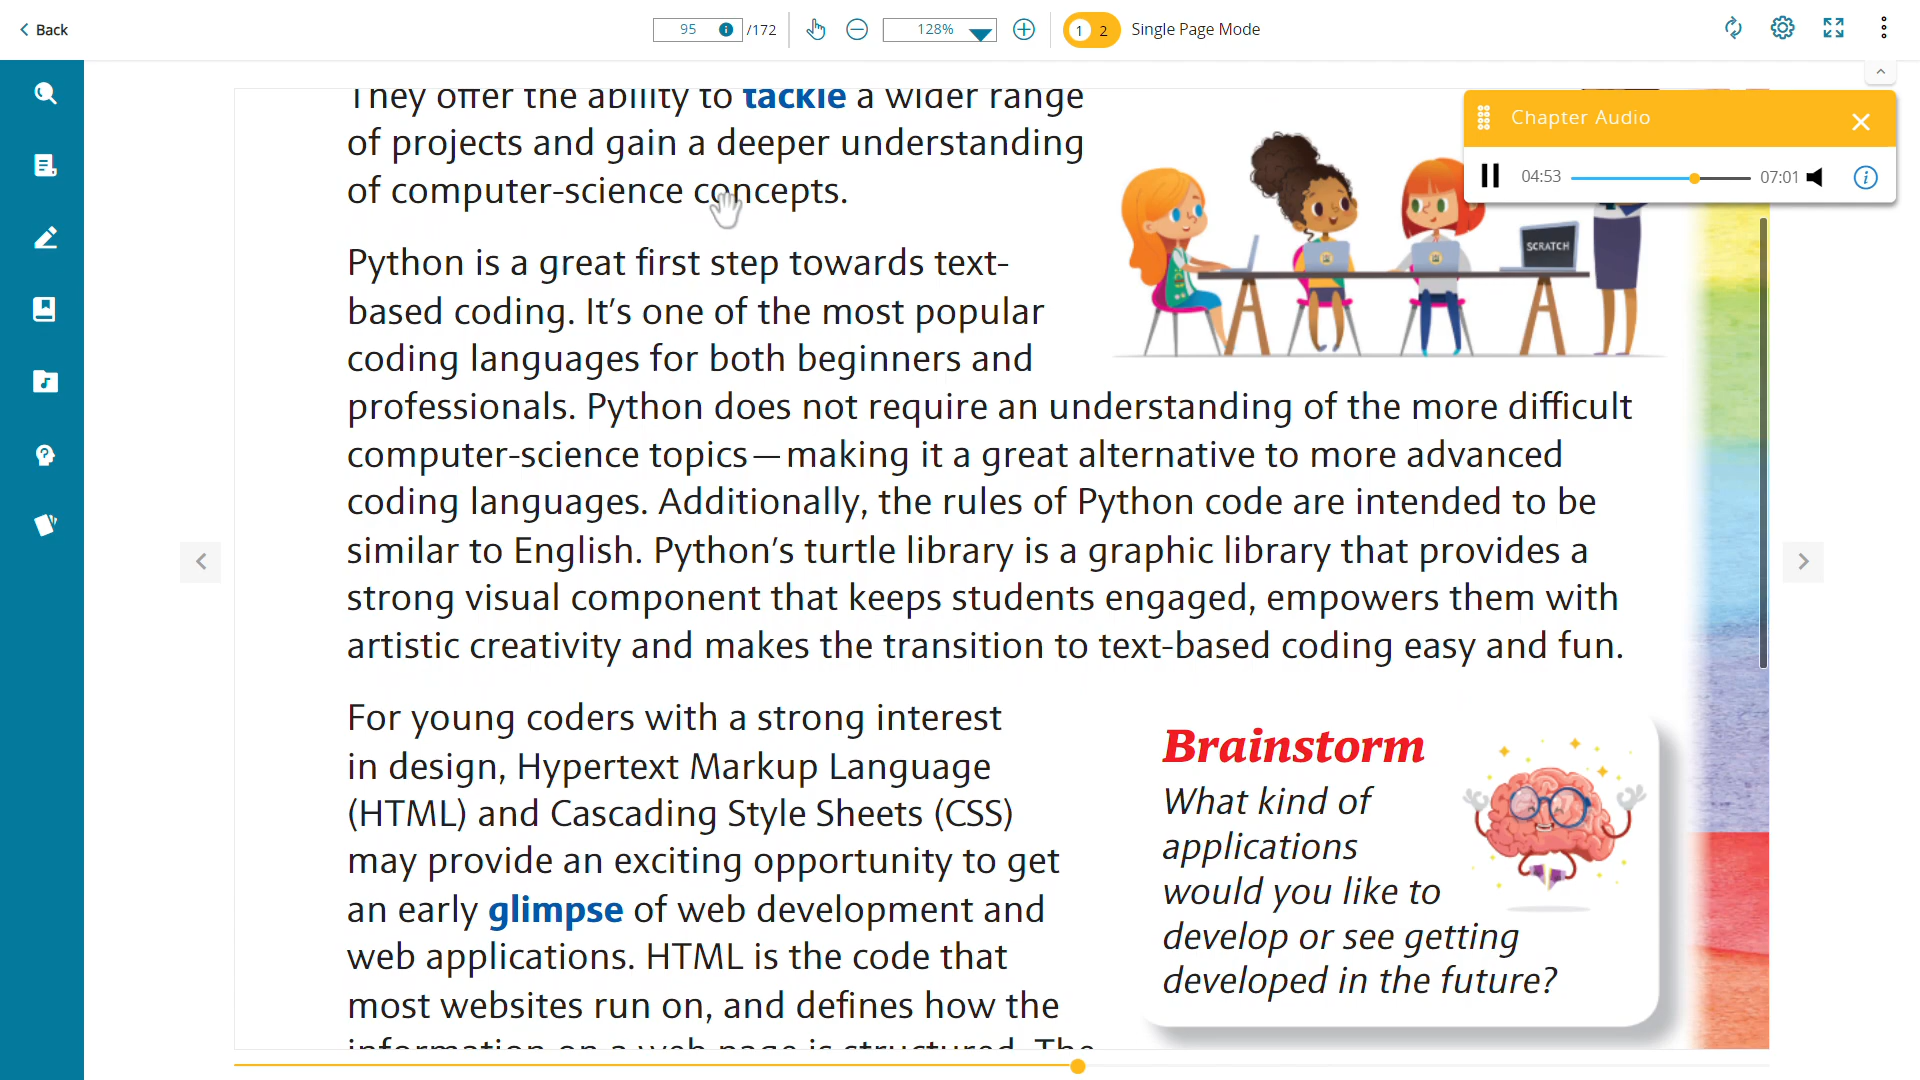 Back
95
/172
128%
1 2
Single Page Mode
Chapter Audio
04:53
07:01
They offer the ability to tackle a wider range
of projects and gain a deeper understanding
of computer-science concepts.
SCRATCH
Python is a great first step towards text-
based coding. It’s one of the most popular
coding languages for both beginners and
professionals. Python does not require an understanding of the more difficult
computer-science topics — making it a great alternative to more advanced
coding languages. Additionally, the rules of Python code are intended to be
similar to English. Python’s turtle library is a graphic library that provides a
strong visual component that keeps students engaged, empowers them with
artistic creativity and makes the transition to text-based coding easy and fun.
For young coders with a strong interest
in design, Hypertext Markup Language
(HTML) and Cascading Style Sheets (CSS)
may provide an exciting opportunity to get
an early glimpse of web development and
web applications. HTML is the code that
most websites run on, and defines how the
information on a web page is structured. The
Brainstorm
What kind of
applications
would you like to
develop or see getting
developed in the future?